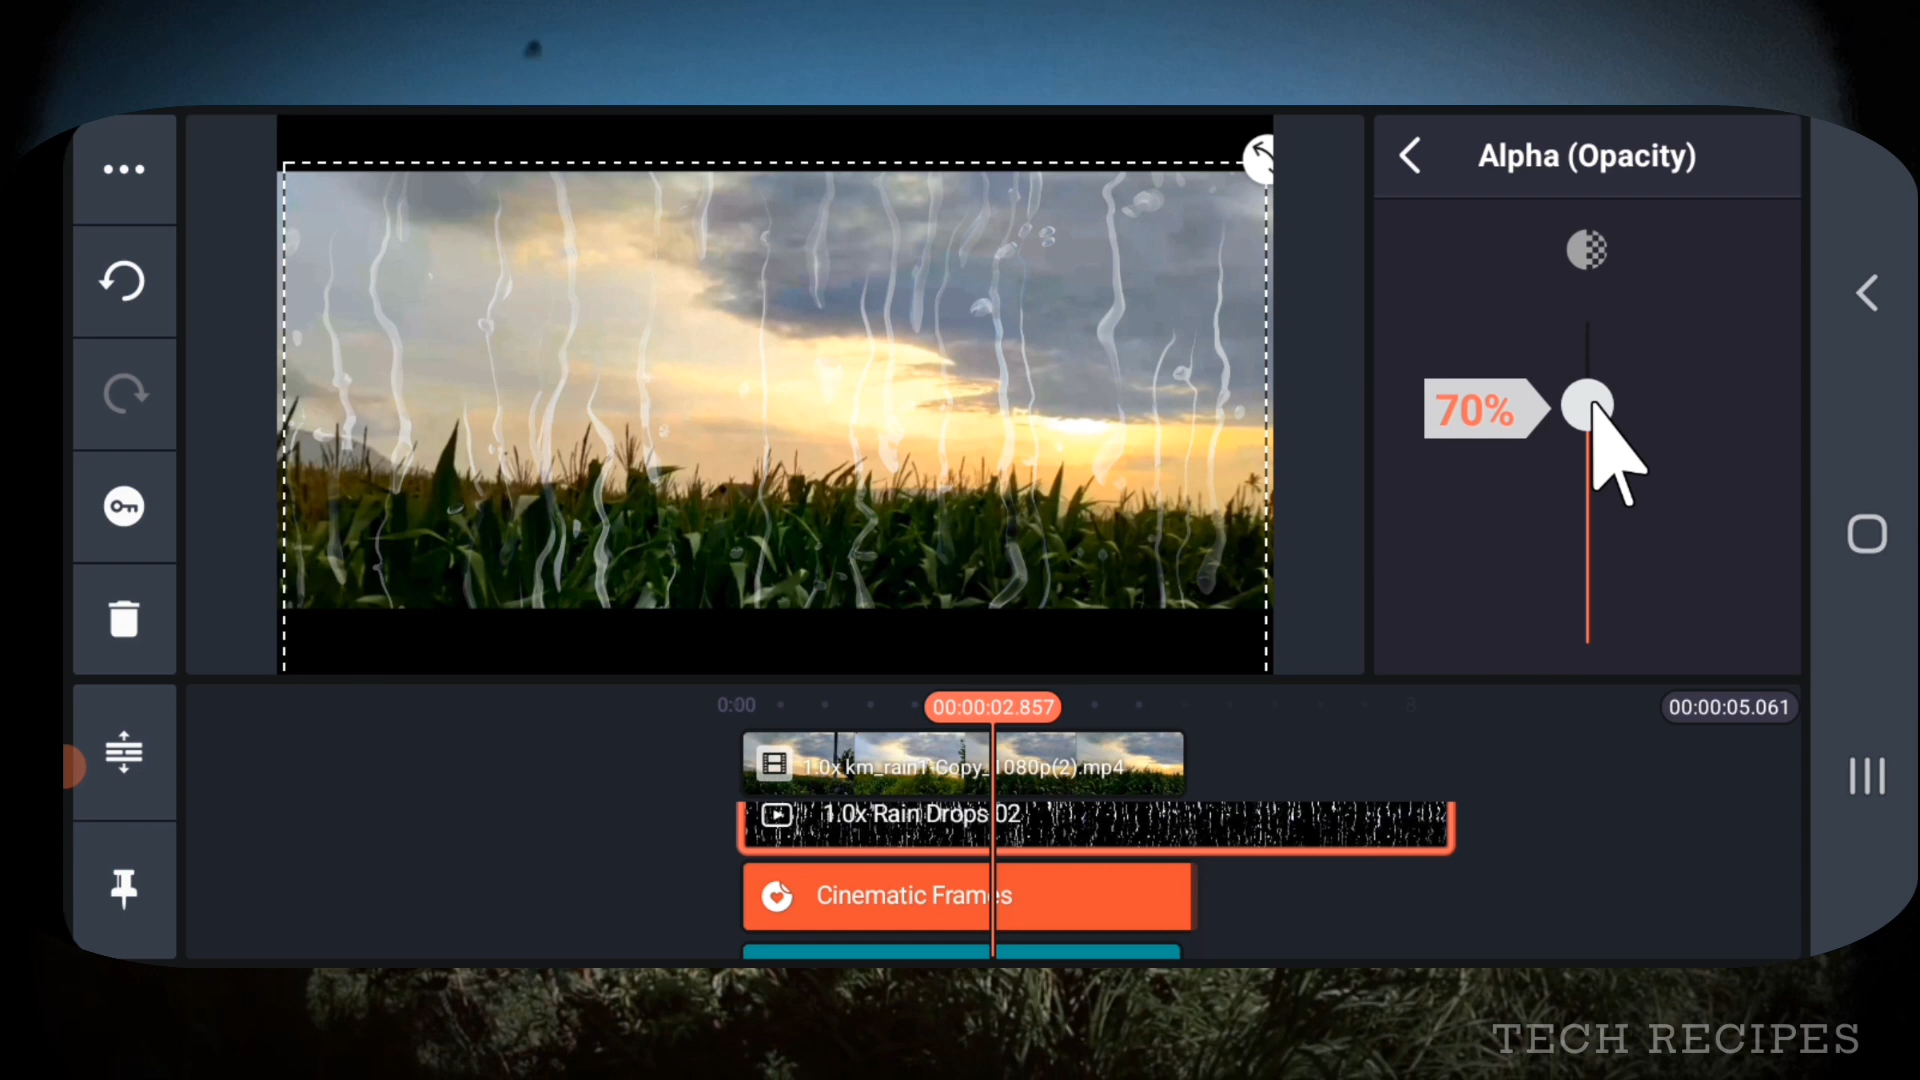 Alpha (Opacity)
70%
0:00
00:00:02.857
8
00:00:05.061
1.0x km_rain1-Copy_1080p(2).mp4
1.0x Rain Drops 02
Cinematic Frames
TECH RECIPES